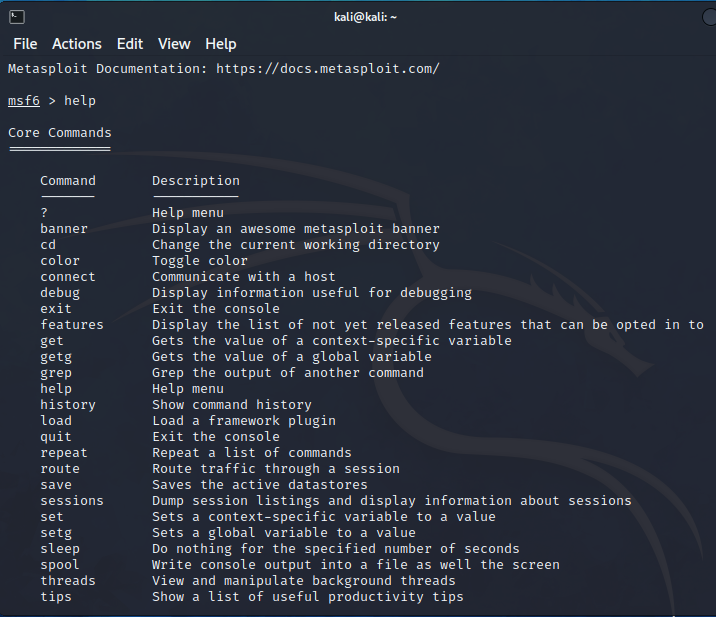 kali@kali: ~
File Actions Edit View Help
Metasploit Documentation: https://docs.metasploit.com/
msf6 > help
Core Commands
Command Description
? Help menu
banner Display an awesome metasploit banner
cd Change the current working directory
color Toggle color
connect Communicate with a host
debug Display information useful for debugging
exit Exit the console
features Display the list of not yet released features that can be opted in to
get Gets the value of a context-specific variable
getg Gets the value of a global variable
grep Grep the output of another command
help Help menu
history Show command history
load Load a framework plugin
quit Exit the console
repeat Repeat a list of commands
route Route traffic through a session
save Saves the active datastores
sessions Dump session listings and display information about sessions
set Sets a context-specific variable to a value
setg Sets a global variable to a value
sleep Do nothing for the specified number of seconds
spool Write console output into a file as well the screen
threads View and manipulate background threads
tips Show a list of useful productivity tips